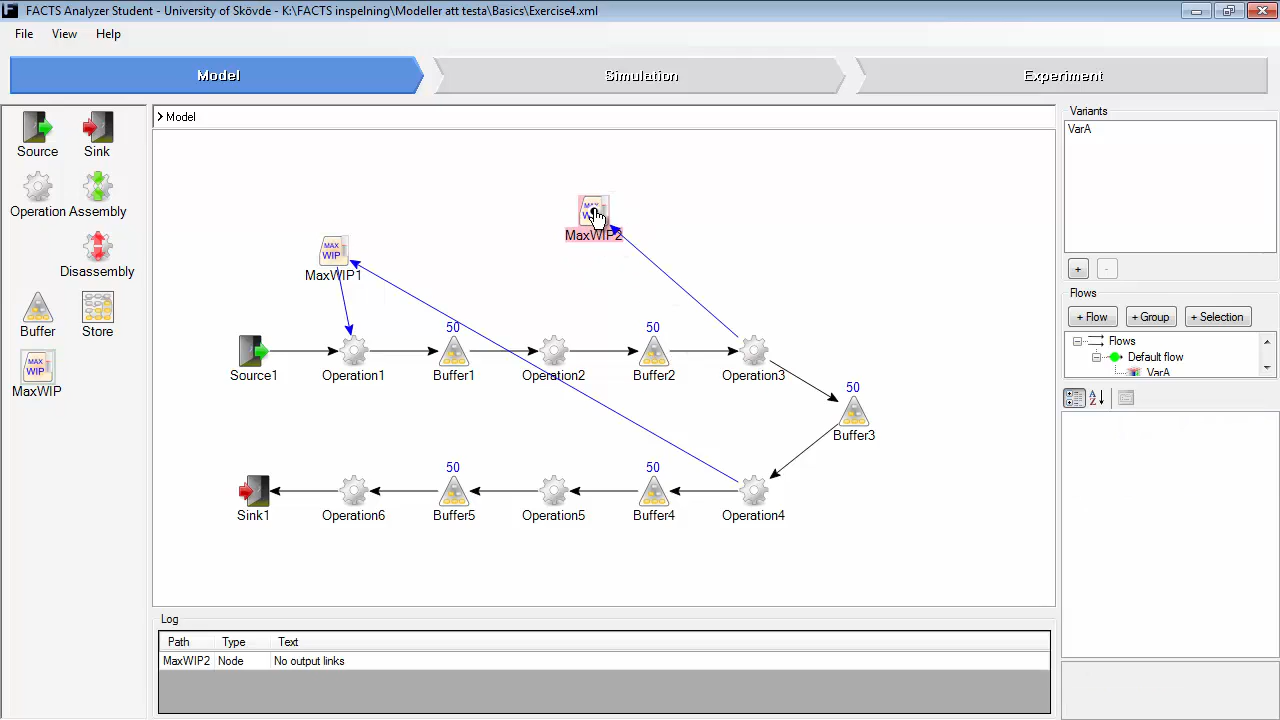 FACTS Analyzer Student - University of Skövde - K:\FACTS inspelning\Modeller att testa\Basics\Exercise4.xml
File View Help
Model Simulation Experiment
Source Sink
Operation Assembly
Disassembly
Buffer Store
MAX
WIP
MaxWIP
Model
MAX
MaxWIP2
MAX
WIP
MaxWIP1
50 50
Source1 Operation1 Buffer1 Operation2 Buffer2 Operation3
50
Buffer3
50 50
Sink1 Operation6 Buffer5 Operation5 Buffer4 Operation4
Log
Path Type Text
MaxWIP2 Node No output links
Variants
VarA
+ -
Flows
+ Flow + Group + Selection
Flows
Default flow
VarA
A
Z